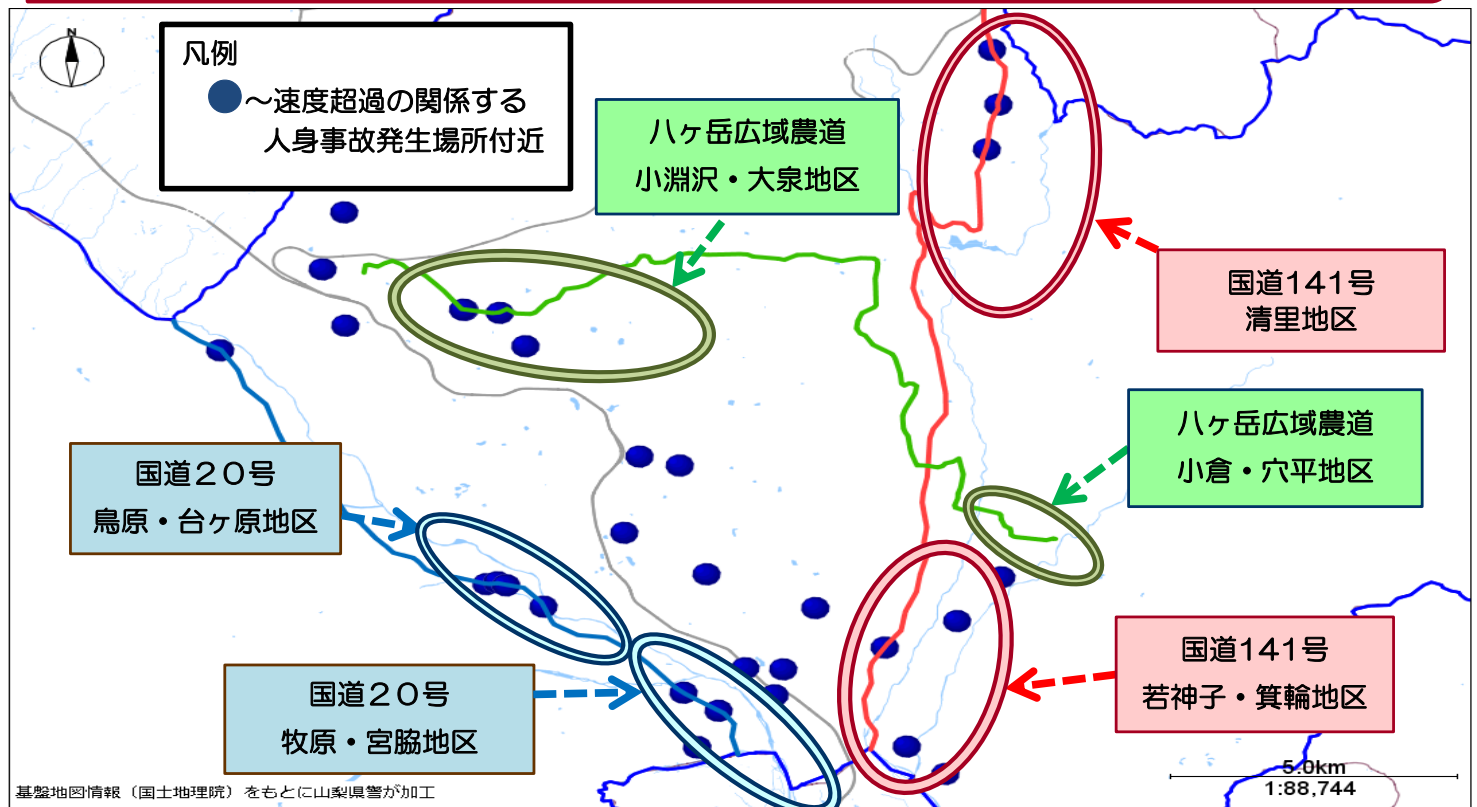 N
凡例
～速度超過の関係する
人身事故発生場所付近
八ヶ岳広域農道
小淵沢・大泉地区
国道141号
清里地区
八ヶ岳広域農道
小倉・穴平地区
国道２０号
鳥原・台ヶ原地区
国道２０号
牧原・宮脇地区
国道141号
若神子・箕輪地区
5.0km
1:88,744
基盤地図情報（国土地理院）をもとに山梨県警が加工